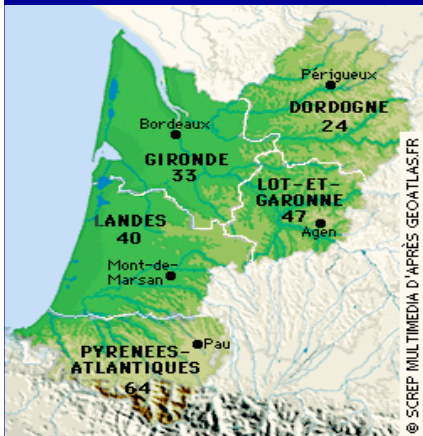 Périgueux
DORDOGNE
24
Bordeaux
GIRONDE
33
LOT-ET-
GARONNE
47
Agen
LANDES
40
Mont-de-
Marsan
Pau
PYRENEES-
ATLANTIQUES
64
© SCREP MULTIMEDIA D'APRÈS GEOATLAS.FR